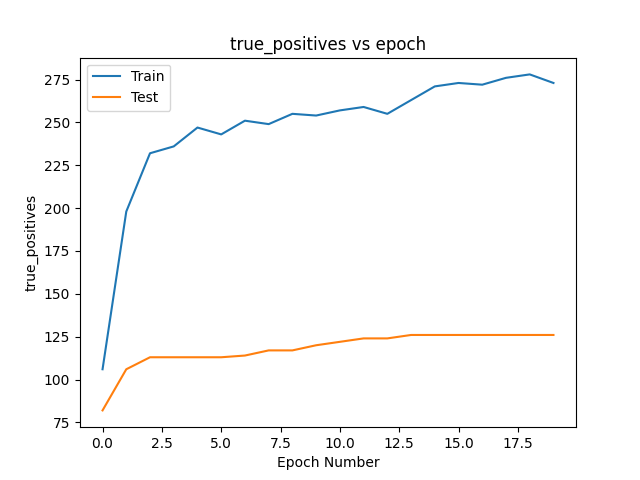 true_positives vs epoch
Train
Test
275
250
225
200
175
150
125
100
75
true_positives
0.0 2.5 5.0 7.5 10.0 12.5 15.0 17.5
Epoch Number